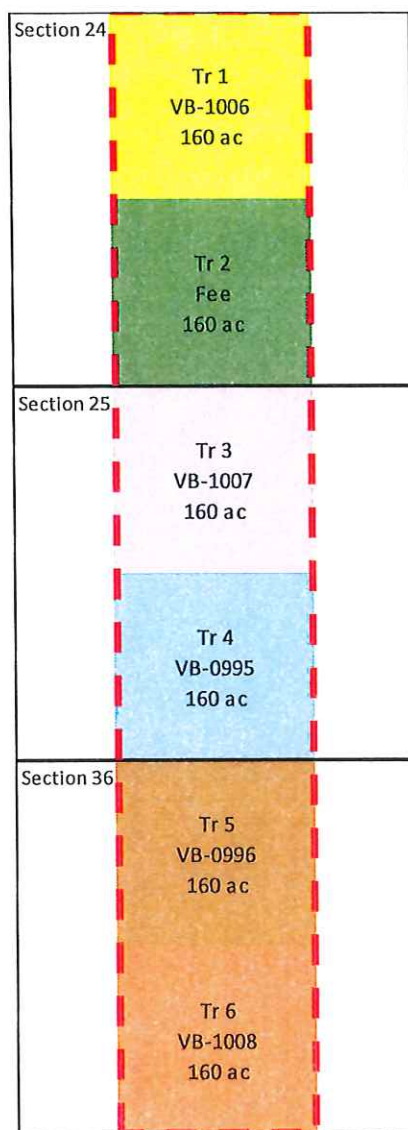 Section 24
Tr 1
VB-1006
160 ac
Tr 2
Fee
160 ac
Section 25
Tr 3
VB-1007
160 ac
Tr 4
VB-0995
160 ac
Section 36
Tr 5
VB-0996
160 ac
Tr 6
VB-1008
160 ac